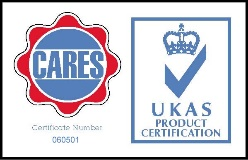 CARES
Certificate Number
060501
UKAS
PRODUCT
CERTIFICATION